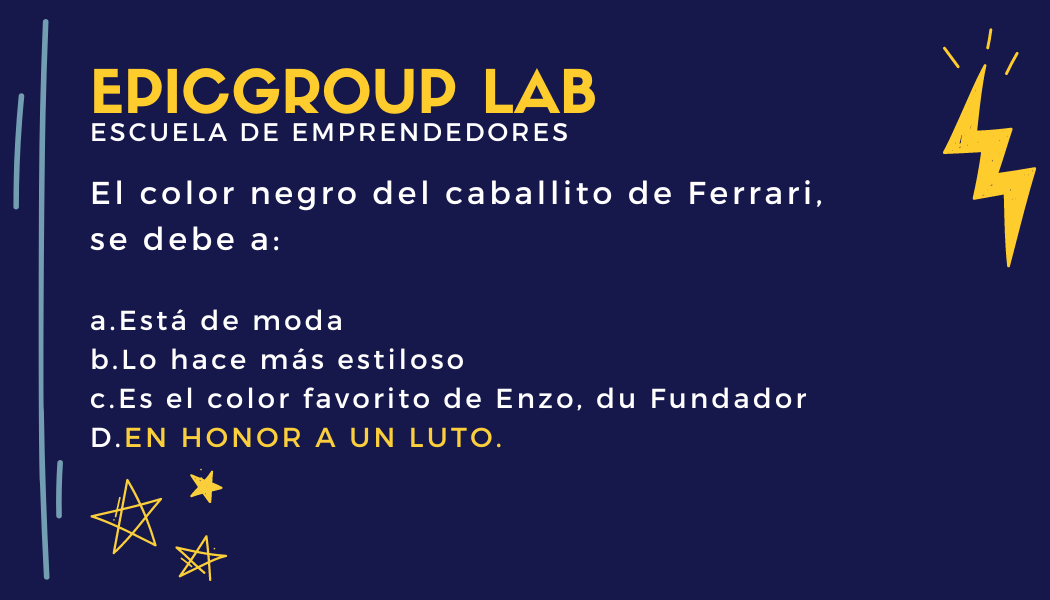 EPICGROUP LAB
ESCUELA DE EMPRENDEDORES
El color negro del caballito de Ferrari,
se debe a:
a.Está de moda
b.Lo hace más estiloso
c.Es el color favorito de Enzo, du Fundador
D.EN HONOR A UN LUTO.